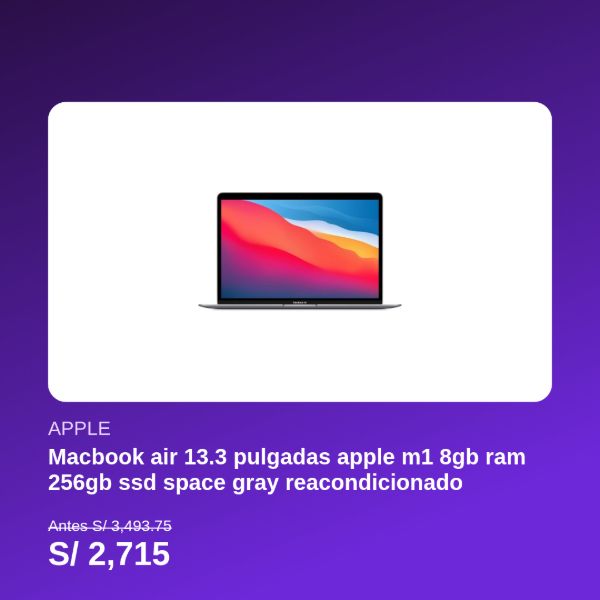 APPLE
Macbook air 13.3 pulgadas apple m1 8gb ram
256gb ssd space gray reacondicionado
Antes S/ 3,493.75
S/ 2,715